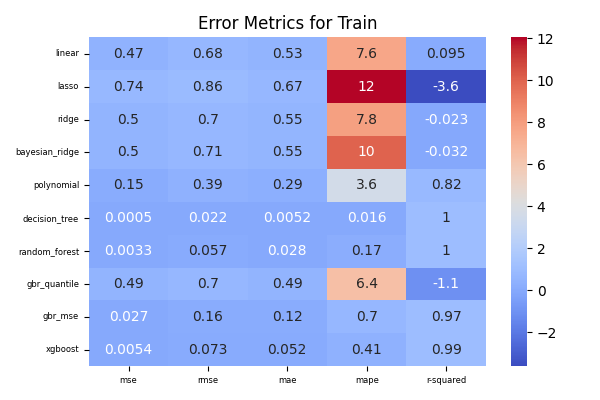 Error Metrics for Train
linear 0.47 0.68 0.53 7.6 0.095
lasso 0.74 0.86 0.67 12 -3.6
ridge 0.5 0.7 0.55 7.8 -0.023
bayesian_ridge 0.5 0.71 0.55 10 -0.032
polynomial 0.15 0.39 0.29 3.6 0.82
decision_tree 0.0005 0.022 0.0052 0.016 1
random_forest 0.0033 0.057 0.028 0.17 1
gbr_quantile 0.49 0.7 0.49 6.4 -1.1
gbr_mse 0.027 0.16 0.12 0.7 0.97
xgboost 0.0054 0.073 0.052 0.41 0.99
mse rmse mae mape r-squared
12
10
8
6
4
2
0
−2